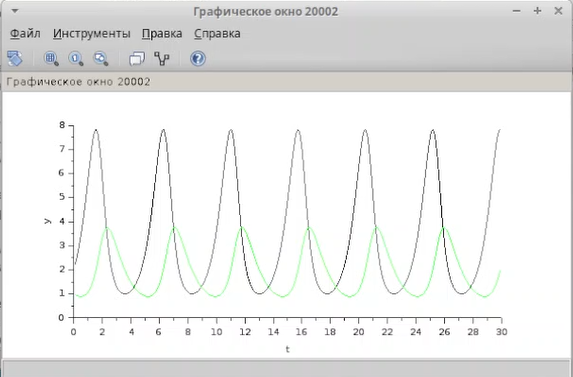 Графическое окно 20002
Файл Инструменты Правка Справка
Графическое окно 20002
8
7
6
5
4
3
2
1
0
y
0 2 4 6 8 10 12 14 16 18 20 22 24 26 28 30
t